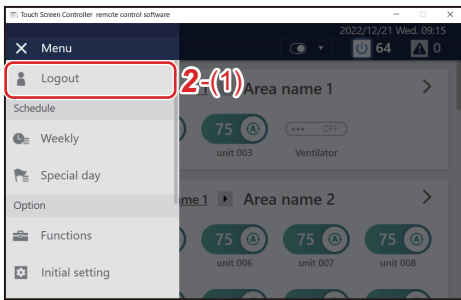 Touch Screen Controller remote control software
2022/12/21 Wed. 09:15
Menu
64
0
Logout
2-(1)
Area name 1
Schedule
75
OFF
Weekly
unit 003
Ventilator
Special day
me 1
Area name 2
Option
Functions
75
75
75
unit 006
unit 007
unit 008
Initial setting